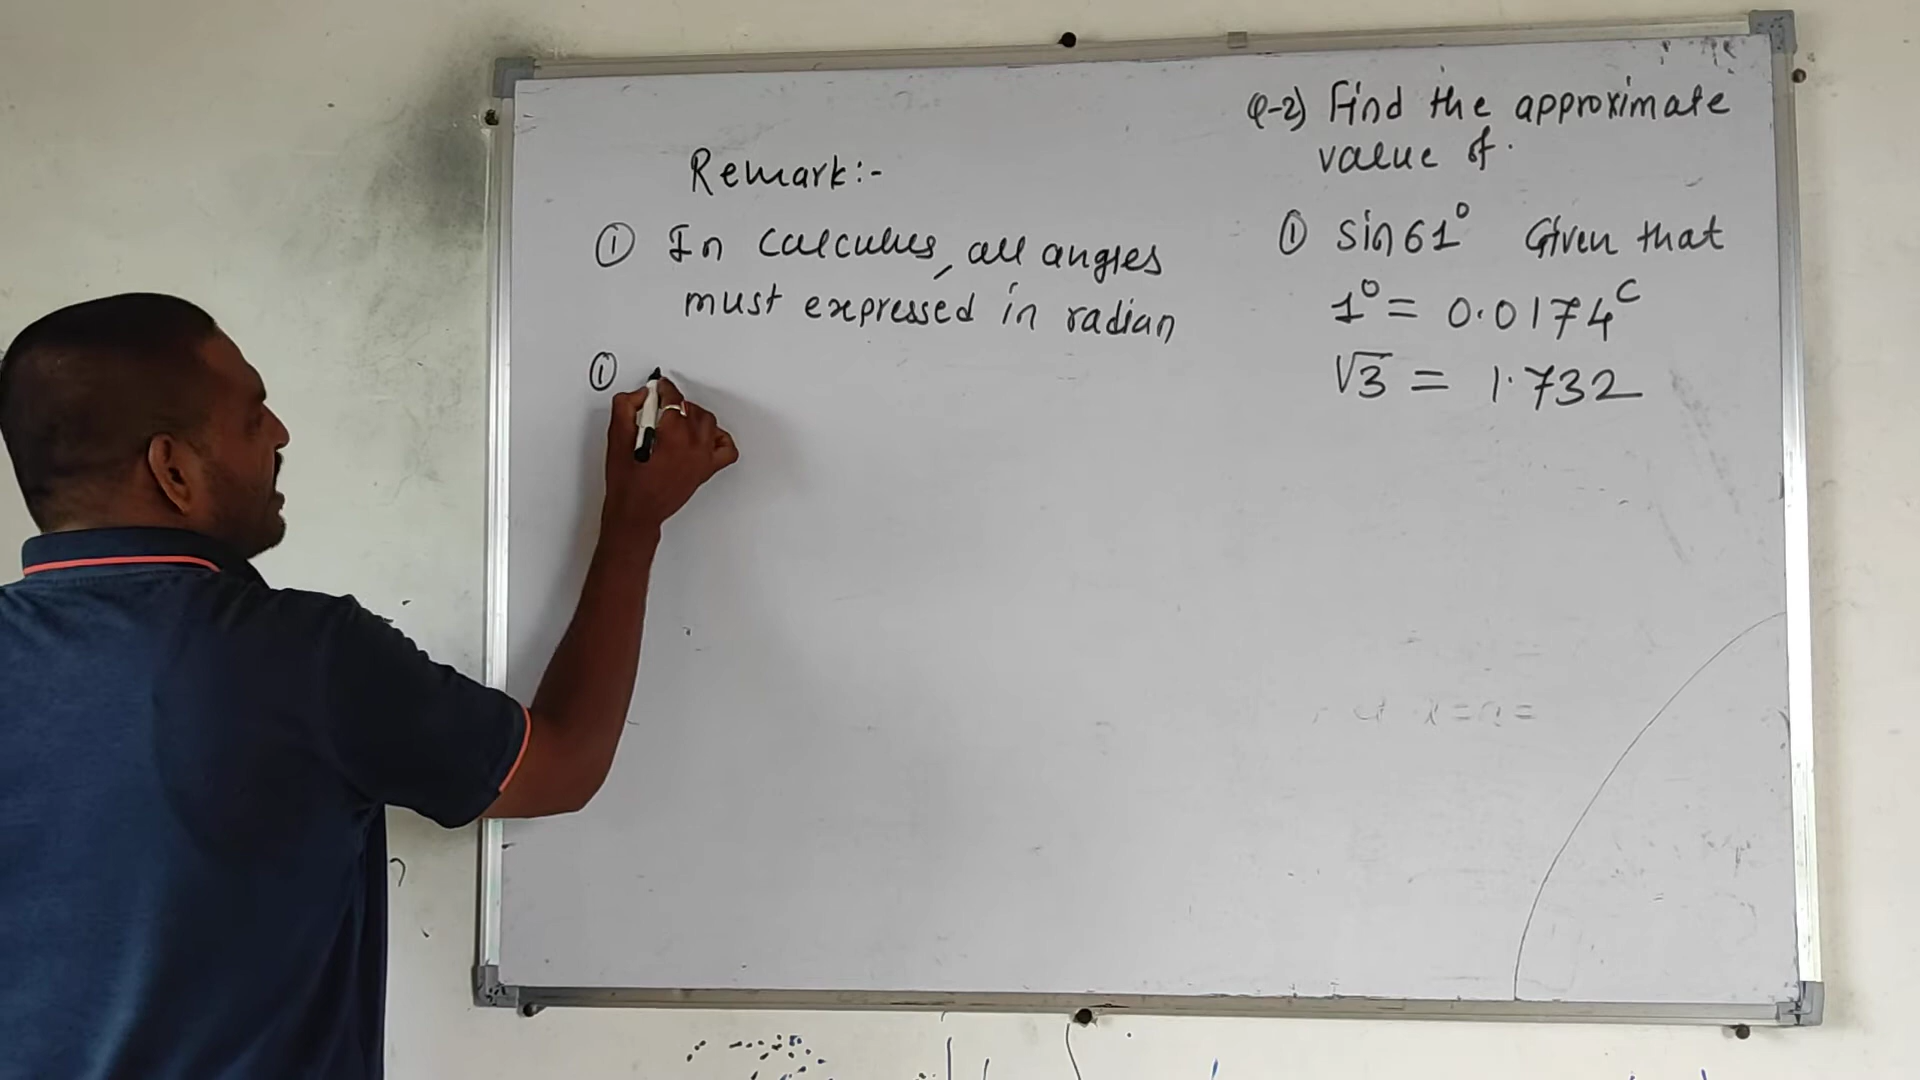 Remark:-
① In calculus, all angles
must expressed in radian
①
Q-2) Find the approximate
value of.
① sin 61° Given that
1° = 0.0174ᶜ
√3 = 1.732